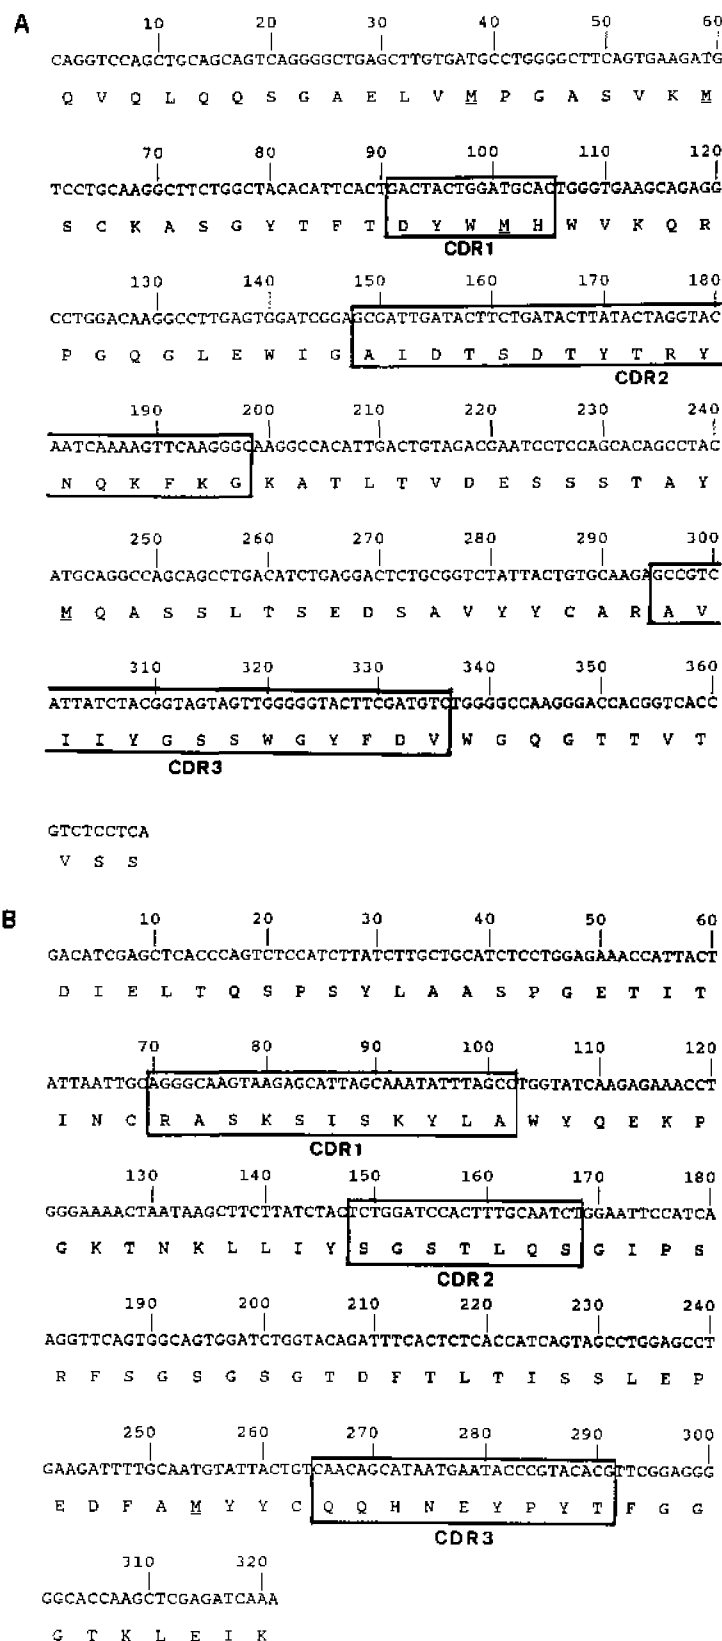 A
10 20 30 40 50 60
CAGGTCCAGCTGCAGCAGTCAGGGGCTGAGCTTGTGATGCCTGGGGCTTCAGTGAAGATG
Q V Q L Q Q S G A E L V M P G A S V K M
70 80 90 100 110 120
TCCTGCAAGGCTTCTGGCTACACATTCACTGACTACTGGATGCACTGGGTGAAGCAGAGG
S C K A S G Y T F T D Y W M H W V K Q R
CDR1
130 140 150 160 170 180
CCTGGACAAGGCCTTGAGTGGATCGGAGCGATTGATACTTCTGATACTTATACTAGGTAC
P G Q G L E W I G A I D T S D T Y T R Y
CDR2
190 200 210 220 230 240
AATCAAAAGTTCAAGGGCAAGGCCACATTGACTGTAGACGAATCCTCCAGCACAGCCTAC
N Q K F K G K A T L T V D E S S S T A Y
250 260 270 280 290 300
ATGCAGGCCAGCAGCCTGACATCTGAGGACTCTGCGGTCTATTACTGTGCAAGAGCCGTC
M Q A S S L T S E D S A V Y Y C A R A V
310 320 330 340 350 360
ATTATCTACGGTAGTAGTTGGGGGTACTTCGATGTCTGGGGCCAAGGGACCACGGTCACC
I I Y G S S W G Y F D V W G Q G T T V T
CDR3
GTCTCCTCA
V S S
B
10 20 30 40 50 60
GACATCGAGCTCACCCAGTCTCCATCTTATCTTGCTGCATCTCCTGGAGAAACCATTACT
D I E L T Q S P S Y L A A S P G E T I T
70 80 90 100 110 120
ATTAATTGCAGGGCAAGTAAGAGCATTAGCAAATATTTAGCCTGGTATCAAGAGAAACCT
I N C R A S K S I S K Y L A W Y Q E K P
CDR1
130 140 150 160 170 180
GGGAAAACTAATAAGCTTCTTATCTACTCTGGATCCACTTTGCAATCTGGAATTCCATCA
G K T N K L L I Y S G S T L Q S G I P S
CDR2
190 200 210 220 230 240
AGGTTCAGTGGCAGTGGATCTGGTACAGATTTCACTCTCACCATCAGTAGCCTGGAGCCT
R F S G S G S G T D F T L T I S S L E P
250 260 270 280 290 300
GAAGATTTTGCAATGTATTACTGTCAACAGCATAATGAATACCCGTACACGTTCGGAGGG
E D F A M Y Y C Q Q H N E Y P Y T F G G
CDR3
310 320
GGCACCAAGCTCGAGATCAAA
G T K L E I K